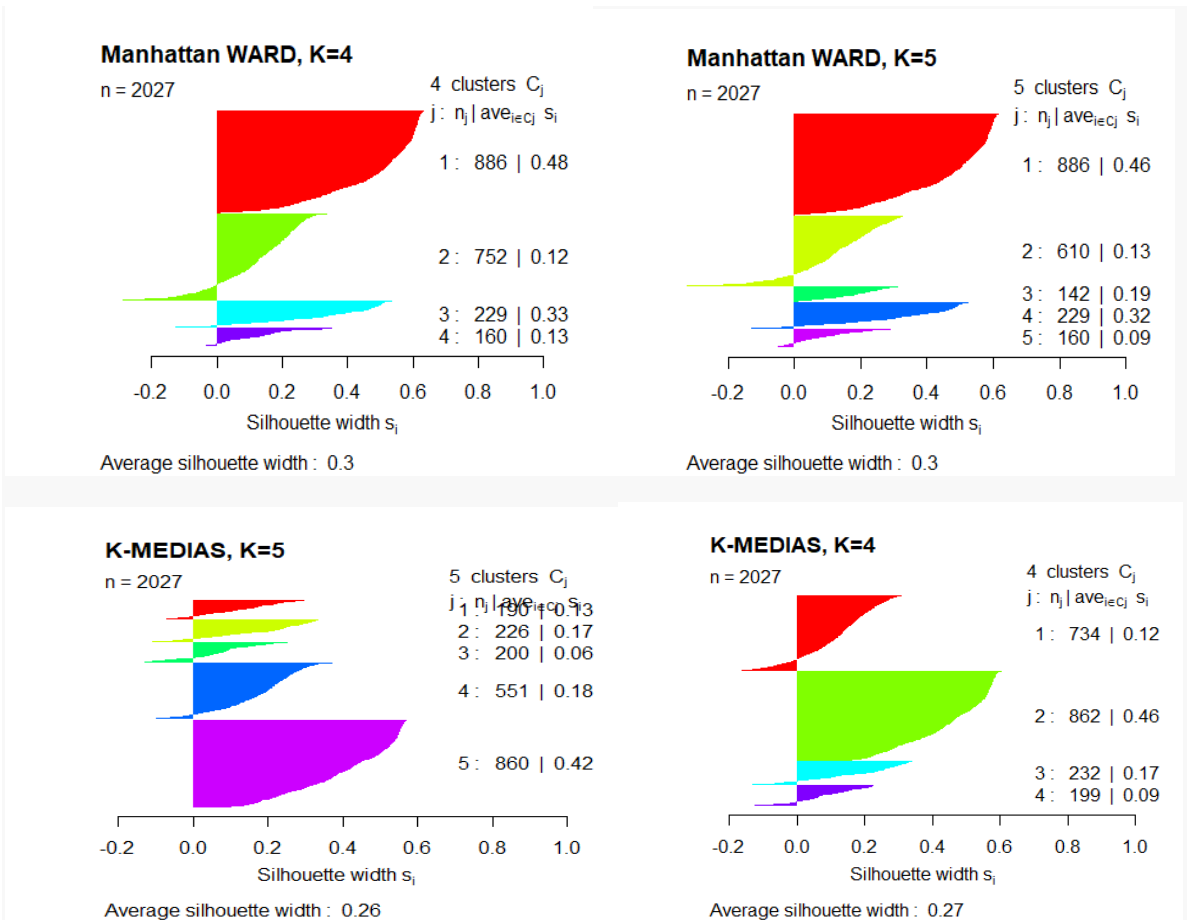 Manhattan WARD, K=4
n = 2027
4 clusters Cj
j : nj | avei∈Cj si
1 : 886 | 0.48
2 : 752 | 0.12
3 : 229 | 0.33
4 : 160 | 0.13
-0.2 0.0 0.2 0.4 0.6 0.8 1.0
Silhouette width si
Average silhouette width : 0.3
Manhattan WARD, K=5
n = 2027
5 clusters Cj
j : nj | avei∈Cj si
1 : 886 | 0.46
2 : 610 | 0.13
3 : 142 | 0.19
4 : 229 | 0.32
5 : 160 | 0.09
-0.2 0.0 0.2 0.4 0.6 0.8 1.0
Silhouette width si
Average silhouette width : 0.3
K-MEDIAS, K=5
n = 2027
5 clusters Cj
j : nj | avei∈Cj si
1 : 190 | 0.13
2 : 226 | 0.17
3 : 200 | 0.06
4 : 551 | 0.18
5 : 860 | 0.42
-0.2 0.0 0.2 0.4 0.6 0.8 1.0
Silhouette width si
Average silhouette width : 0.26
K-MEDIAS, K=4
n = 2027
4 clusters Cj
j : nj | avei∈Cj si
1 : 734 | 0.12
2 : 862 | 0.46
3 : 232 | 0.17
4 : 199 | 0.09
-0.2 0.0 0.2 0.4 0.6 0.8 1.0
Silhouette width si
Average silhouette width : 0.27